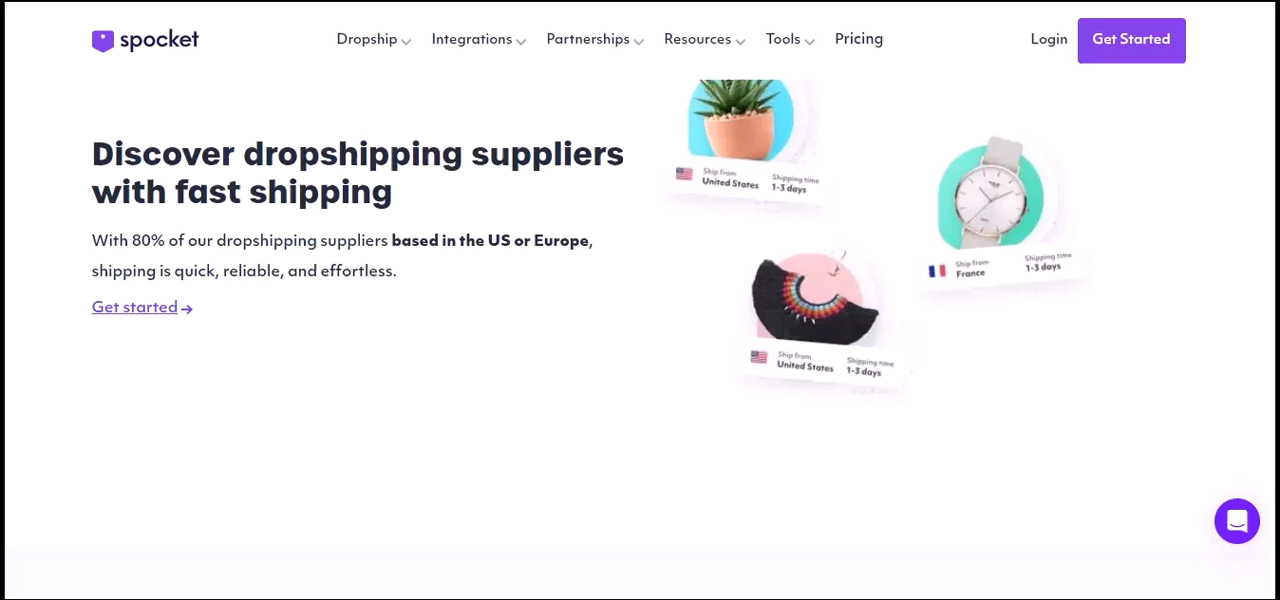 spocket
Dropship
Integrations
Partnerships
Resources
Tools
Pricing
Login
Get Started
Discover dropshipping suppliers
with fast shipping
With 80% of our dropshipping suppliers based in the US or Europe,
shipping is quick, reliable, and effortless.
Get started
Ship from
United States
Shipping time
1-3 days
Ship from
France
Shipping time
1-3 days
Ship from
United States
Shipping time
1-3 days